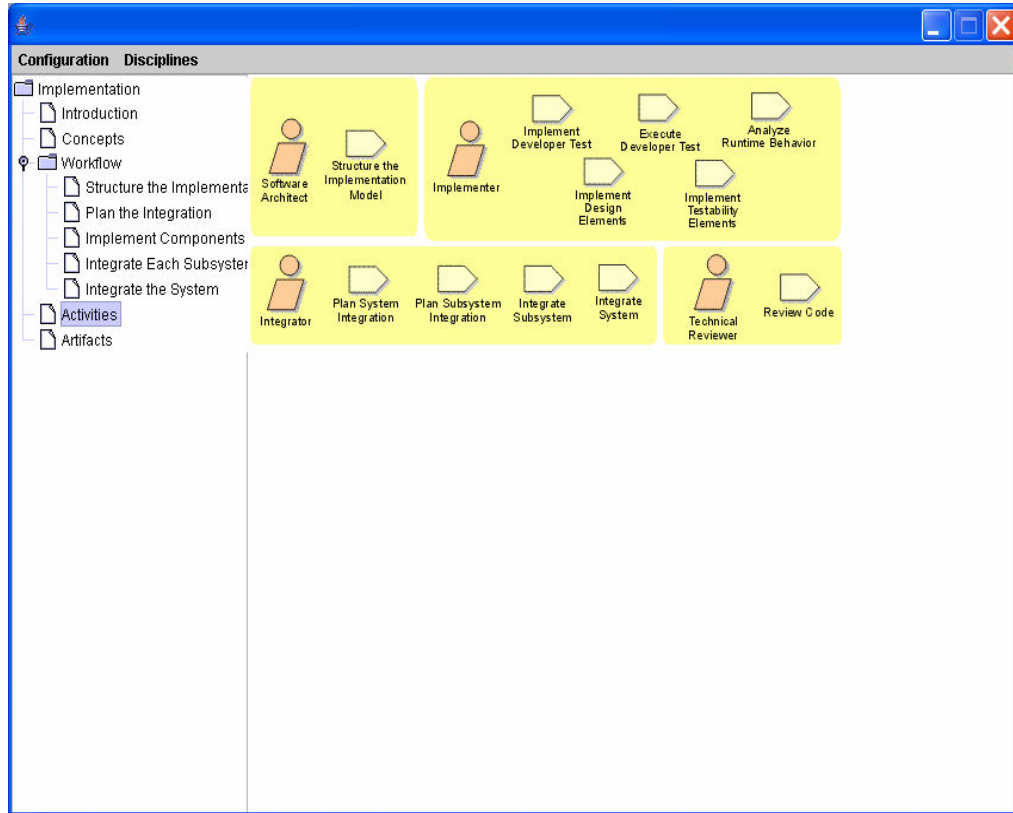 Configuration Disciplines
Implementation
Introduction
Concepts
Workflow
Structure the Implementa
Plan the Integration
Implement Components
Integrate Each Subsyster
Integrate the System
Activities
Artifacts
Software
Architect
Structure the
Implementation
Model
Implementer
Implement
Developer Test
Execute
Developer Test
Analyze
Runtime Behavior
Implement
Design
Elements
Implement
Testability
Elements
Integrator
Plan System
Integration
Plan Subsystem
Integration
Integrate
Subsystem
Integrate
System
Technical
Reviewer
Review Code